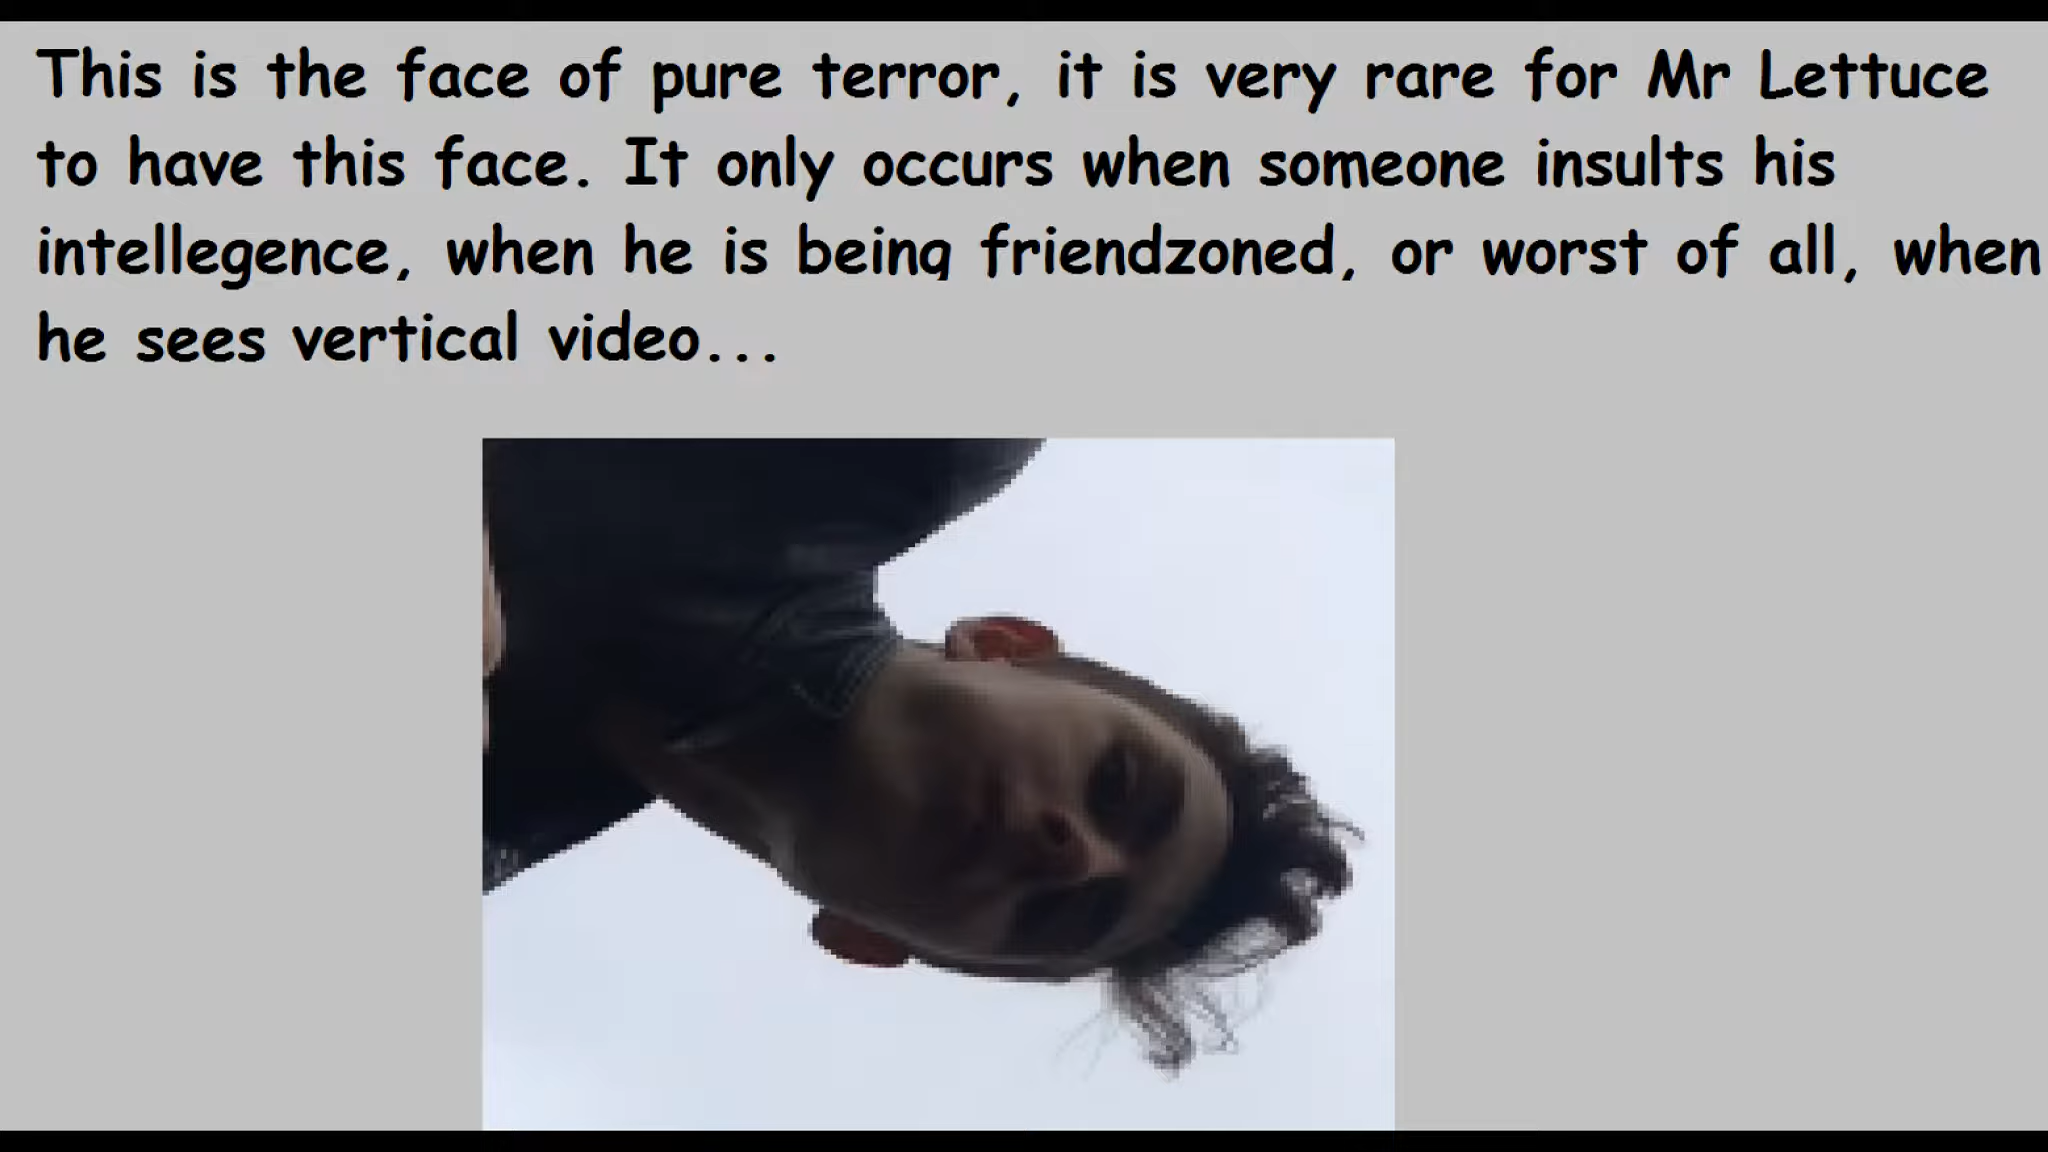 This is the face of pure terror, it is very rare for Mr Lettuce
to have this face. It only occurs when someone insults his
intellegence, when he is being friendzoned, or worst of all, when
he sees vertical video...